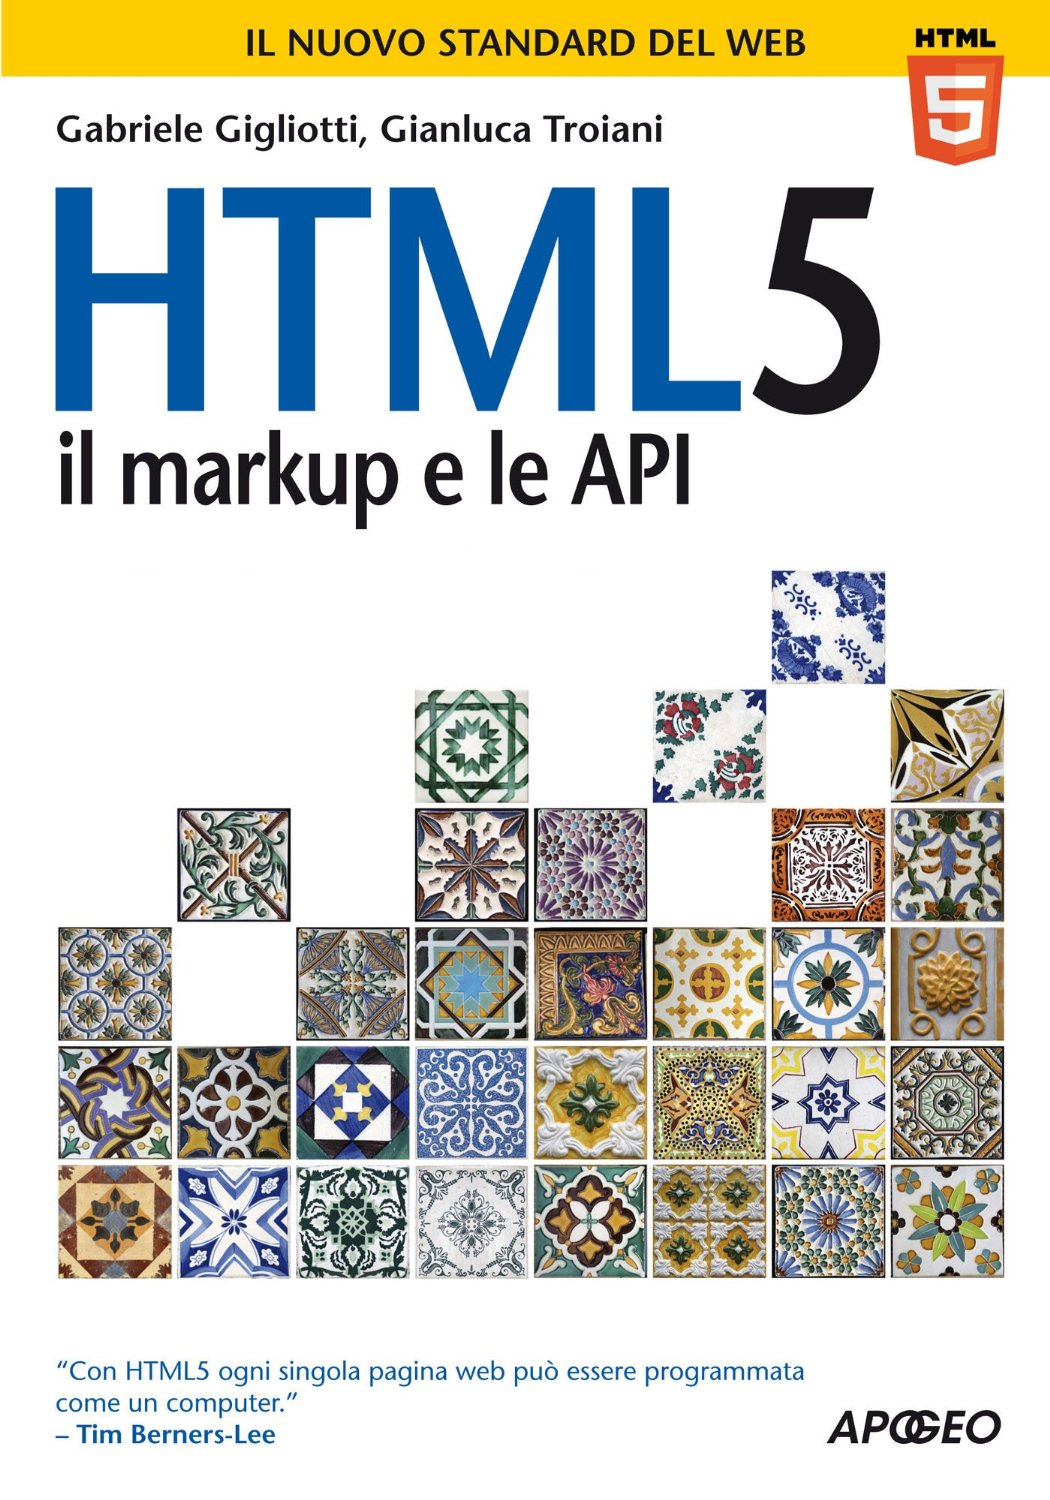 IL NUOVO STANDARD DEL WEB
HTML
5
Gabriele Gigliotti, Gianluca Troiani
HTML5
il markup e le API
“Con HTML5 ogni singola pagina web può essere programmata
come un computer.”
– Tim Berners-Lee
APOGEO